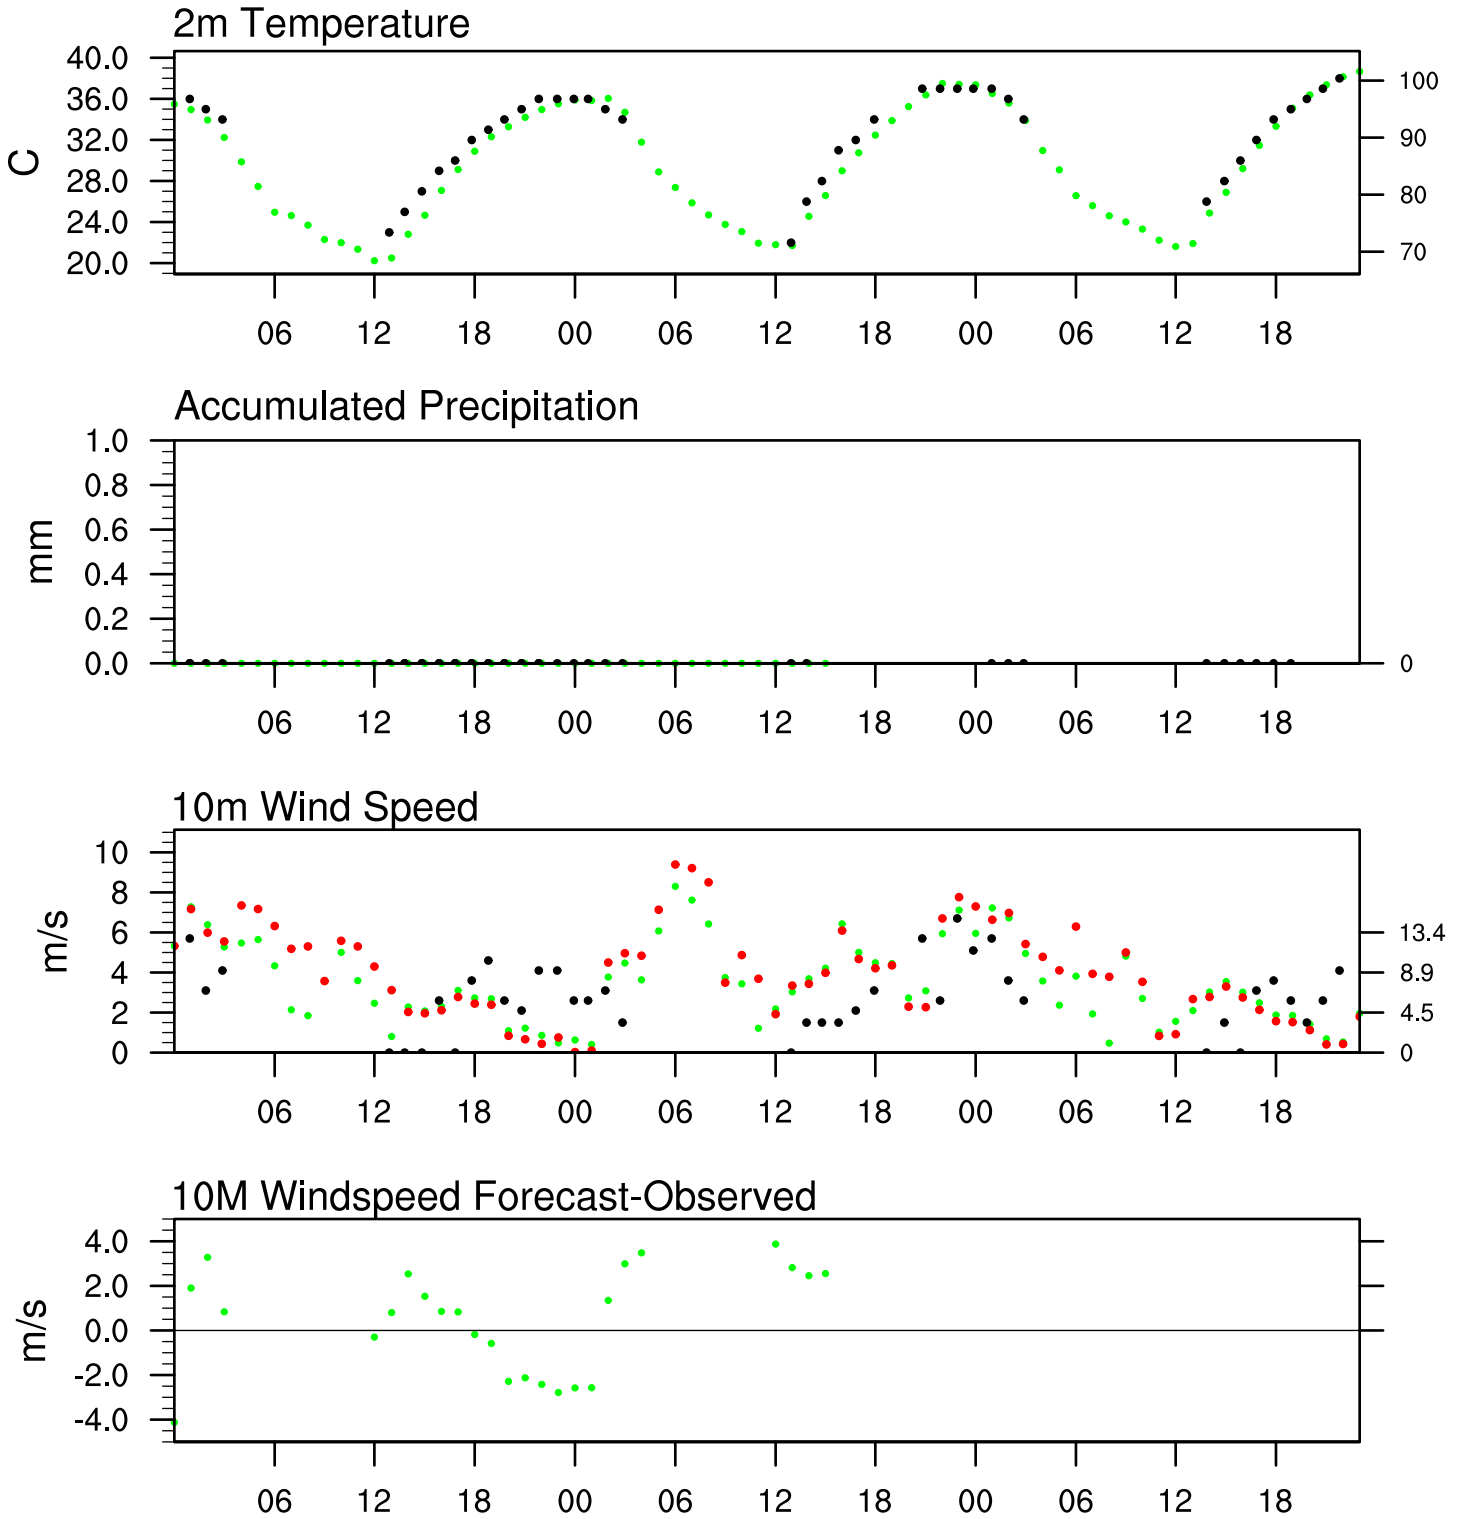 2m Temperature
40.0
36.0
32.0
28.0
24.0
20.0
C
100
90
80
70
06 12 18 00 06 12 18 00 06 12 18
Accumulated Precipitation
1.0
0.8
0.6
0.4
0.2
0.0
mm
0
06 12 18 00 06 12 18 00 06 12 18
10m Wind Speed
10
8
6
4
2
0
m/s
13.4
8.9
4.5
0
06 12 18 00 06 12 18 00 06 12 18
10M Windspeed Forecast-Observed
4.0
2.0
0.0
-2.0
-4.0
m/s
06 12 18 00 06 12 18 00 06 12 18